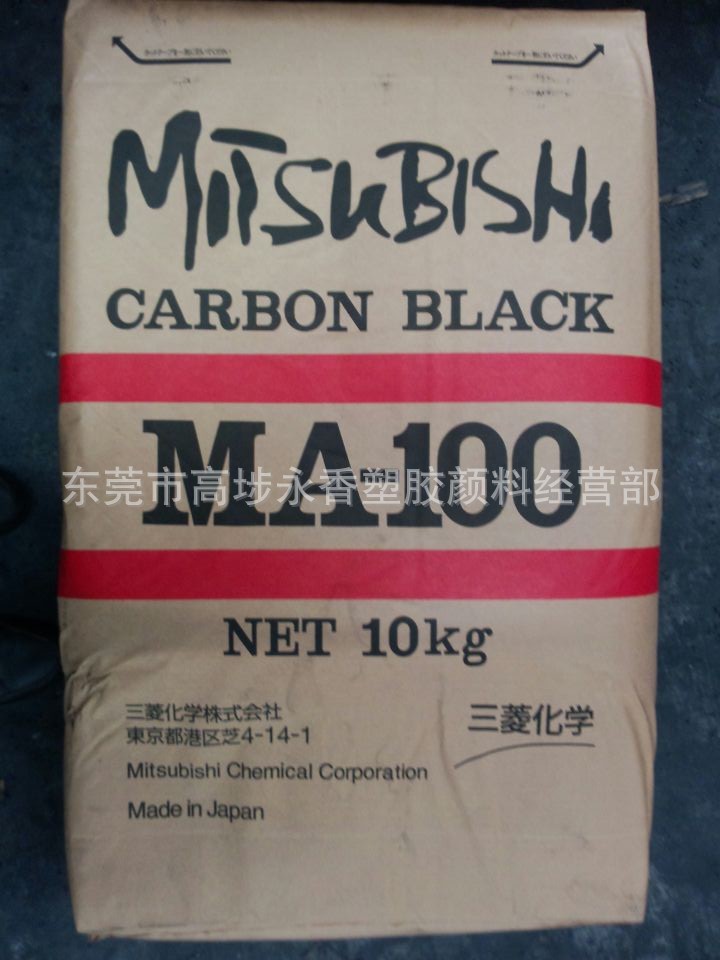 MITSUBISHI
CARBON BLACK
MA-100
东莞市高埗永香塑胶颜料经营部
NET 10kg
三菱化学株式会社
東京都港区芝4-14-1
Mitsubishi Chemical Corporation
Made in Japan
三菱化学